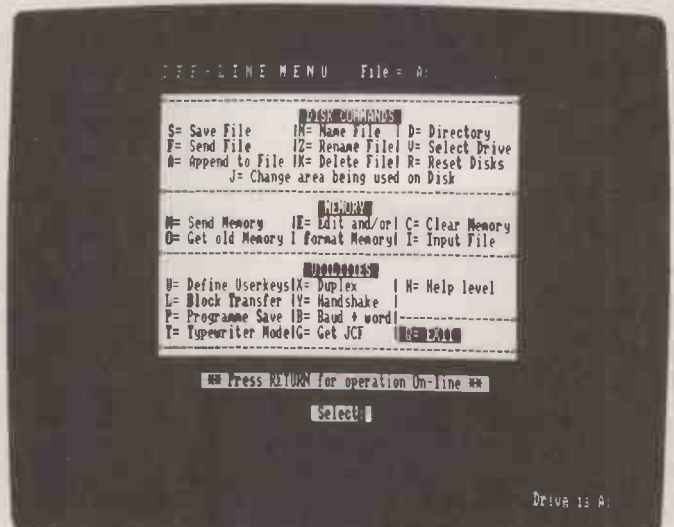 OFF-LINE MENU File = A:
DISK COMMANDS
S= Save File |N= Name File | D= Directory
F= Send File |Z= Rename File| V= Select Drive
A= Append to File |K= Delete File| R= Reset Disks
J= Change area being used on Disk
MEMORY
M= Send Memory |E= Edit and/or| C= Clear Memory
O= Get old Memory | format Memory| I= Input File
UTILITIES
U= Define Userkeys|X= Duplex | H= Help level
L= Block Transfer |Y= Handshake |
P= Programme Save |B= Baud + word|
T= Typewriter Mode|G= Get JCF | Q= EXIT
** Press RETURN for operation On-line **
Select:
Drive is A: